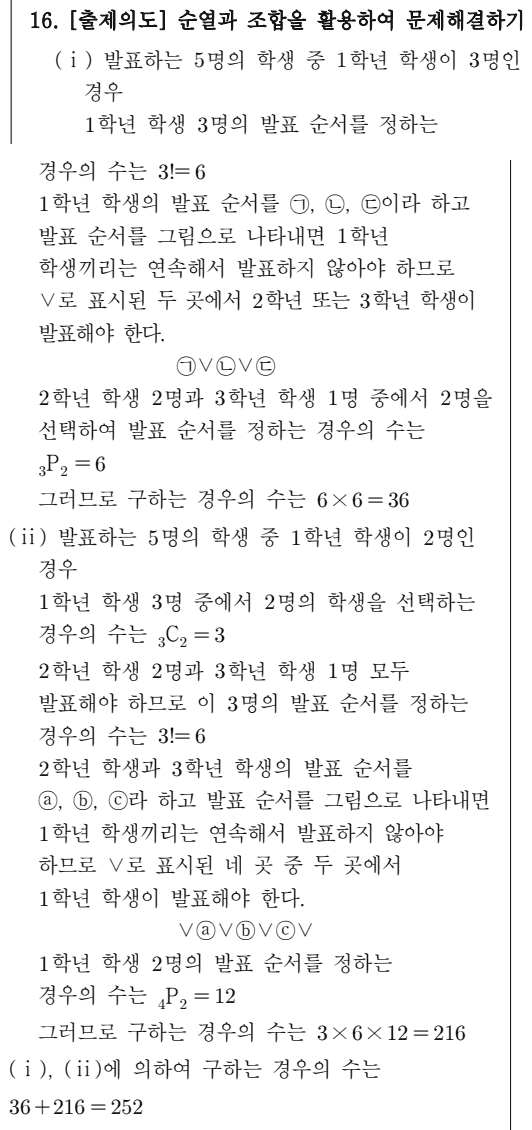 16. [출제의도] 순열과 조합을 활용하여 문제해결하기
(ⅰ) 발표하는 5명의 학생 중 1학년 학생이 3명인
경우
1학년 학생 3명의 발표 순서를 정하는
경우의 수는 3!=6
1학년 학생의 발표 순서를 ㉠, ㉡, ㉢이라 하고
발표 순서를 그림으로 나타내면 1학년
학생끼리는 연속해서 발표하지 않아야 하므로
∨로 표시된 두 곳에서 2학년 또는 3학년 학생이
발표해야 한다.
㉠∨㉡∨㉢
2학년 학생 2명과 3학년 학생 1명 중에서 2명을
선택하여 발표 순서를 정하는 경우의 수는
₃P₂ = 6
그러므로 구하는 경우의 수는 6×6 = 36
(ⅱ) 발표하는 5명의 학생 중 1학년 학생이 2명인
경우
1학년 학생 3명 중에서 2명의 학생을 선택하는
경우의 수는 ₃C₂ = 3
2학년 학생 2명과 3학년 학생 1명 모두
발표해야 하므로 이 3명의 발표 순서를 정하는
경우의 수는 3!=6
2학년 학생과 3학년 학생의 발표 순서를
ⓐ, ⓑ, ⓒ라 하고 발표 순서를 그림으로 나타내면
1학년 학생끼리는 연속해서 발표하지 않아야
하므로 ∨로 표시된 네 곳 중 두 곳에서
1학년 학생이 발표해야 한다.
∨ⓐ∨ⓑ∨ⓒ∨
1학년 학생 2명의 발표 순서를 정하는
경우의 수는 ₄P₂ = 12
그러므로 구하는 경우의 수는 3×6×12 = 216
(ⅰ), (ⅱ)에 의하여 구하는 경우의 수는
36+216 = 252